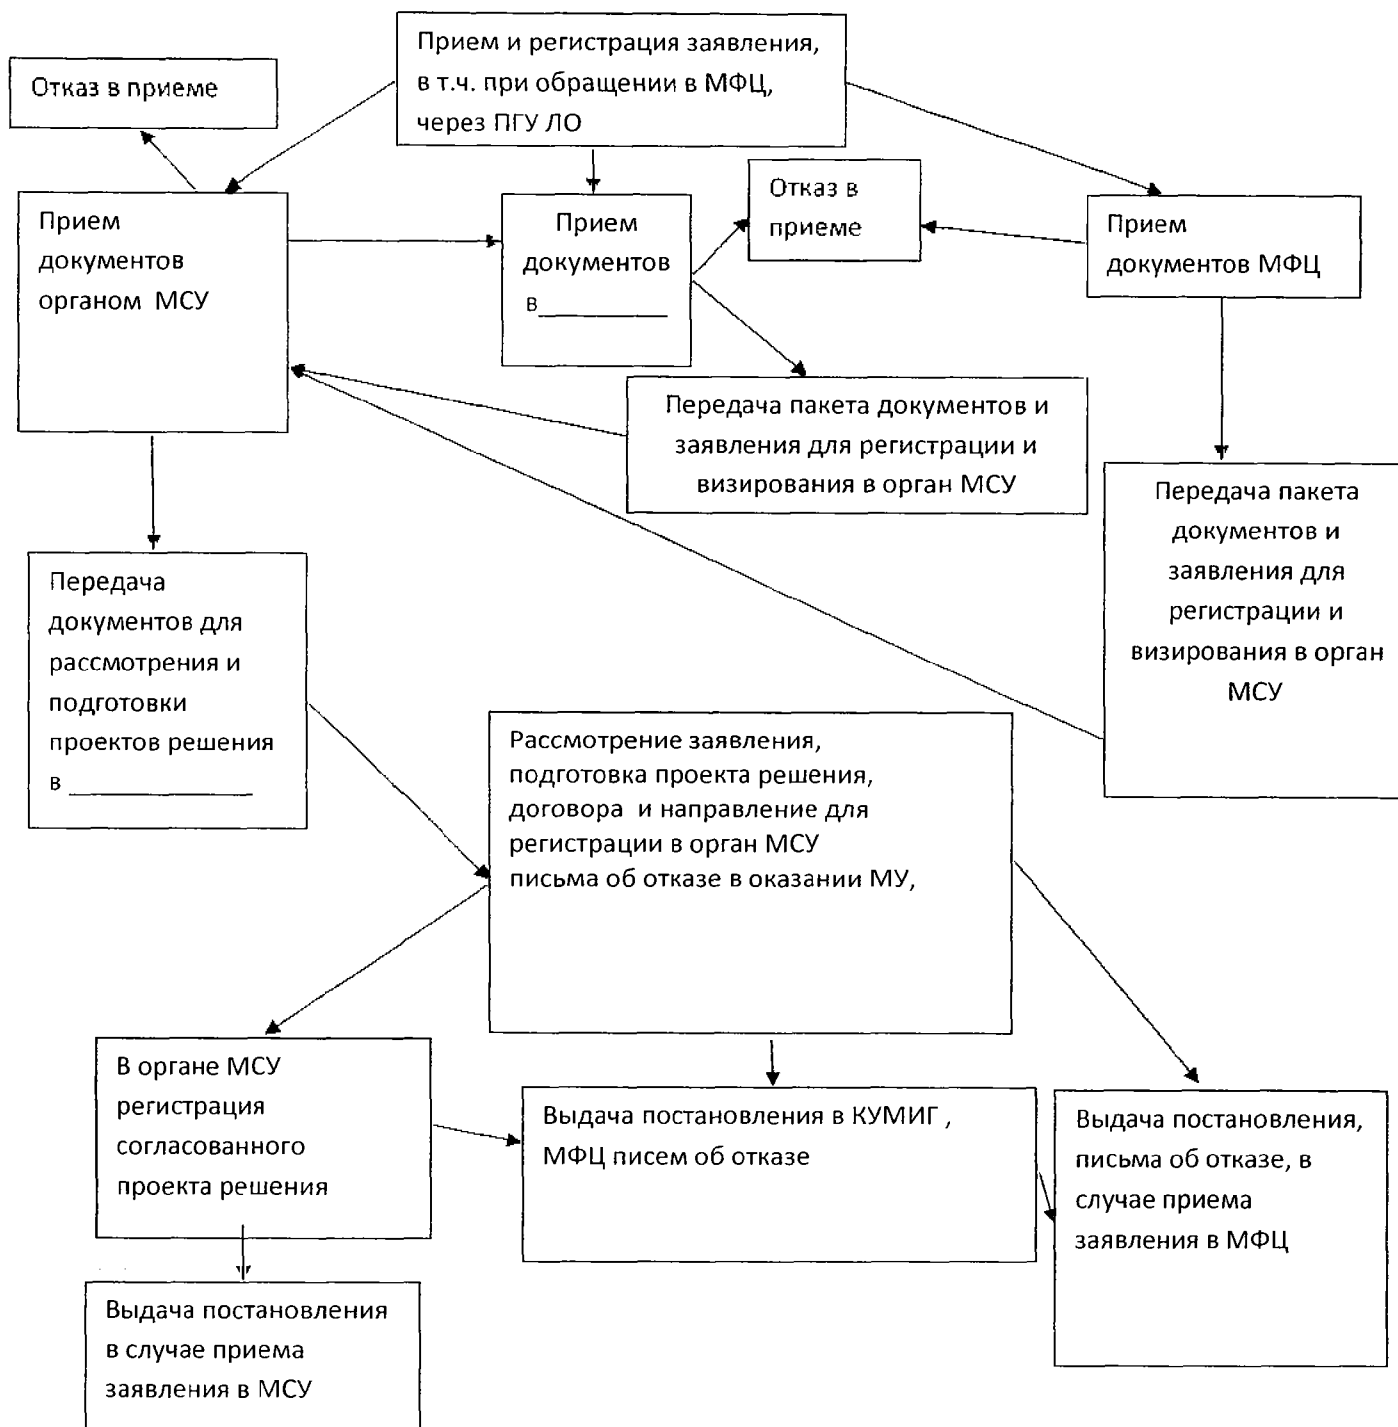 Прием и регистрация заявления,
в т.ч. при обращении в МФЦ,
через ПГУ ЛО
Отказ в приеме
Прием
документов
органом МСУ
Прием
документов
в___________
Отказ в
приеме
Прием
документов МФЦ
Передача пакета документов и
заявления для регистрации и
визирования в орган МСУ
Передача пакета
документов и
заявления для
регистрации и
визирования в орган
МСУ
Передача
документов для
рассмотрения и
подготовки
проектов решения
в _______________
Рассмотрение заявления,
подготовка проекта решения,
договора и направление для
регистрации в орган МСУ
письма об отказе в оказании МУ,
В органе МСУ
регистрация
согласованного
проекта решения
Выдача постановления в КУМИГ ,
МФЦ писем об отказе
Выдача постановления,
письма об отказе, в
случае приема
заявления в МФЦ
Выдача постановления
в случае приема
заявления в МСУ